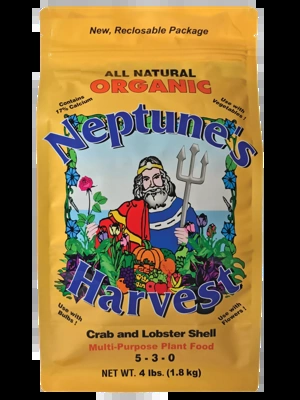 New, Reclosable Package
ALL NATURAL
ORGANIC
Contains
17% Calcium
Use with
Vegetables !
Neptune's
Harvest
Use with
Bulbs !
Use with
Flowers !
Crab and Lobster Shell
Multi-Purpose Plant Food
5 - 3 - 0
NET WT. 4 lbs. (1.8 kg)